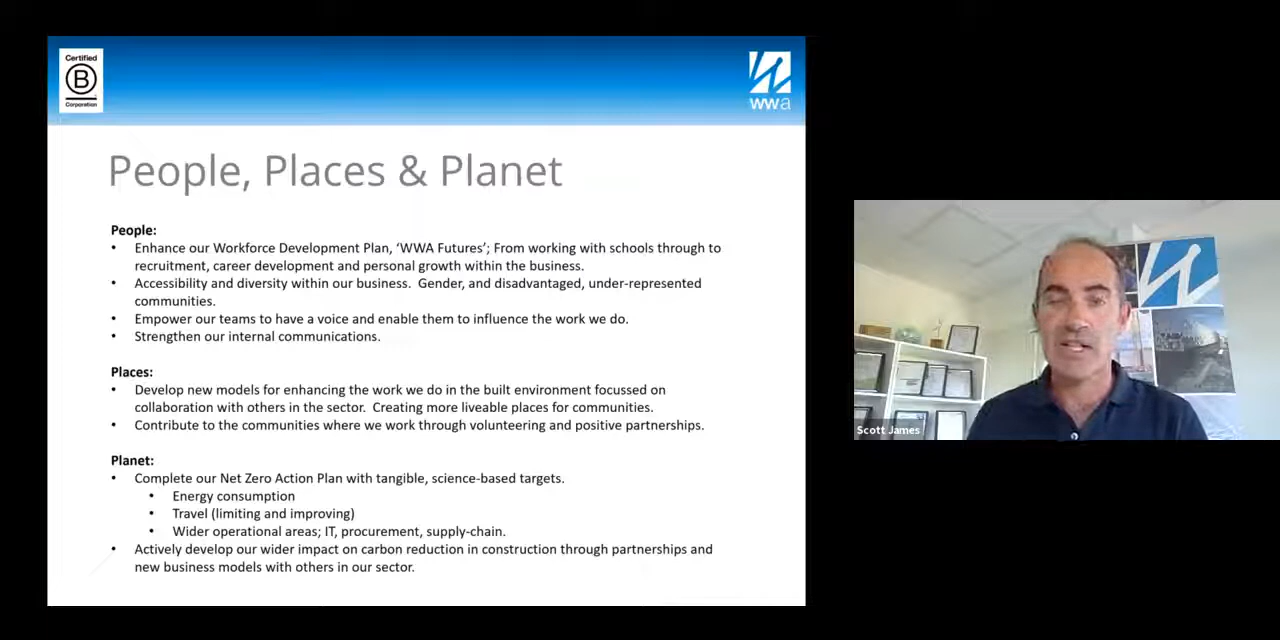 Certified
B
Corporation
wwa
People, Places & Planet
People:
• Enhance our Workforce Development Plan, ‘WWA Futures’; From working with schools through to
recruitment, career development and personal growth within the business.
• Accessibility and diversity within our business.  Gender, and disadvantaged, under-represented
communities.
• Empower our teams to have a voice and enable them to influence the work we do.
• Strengthen our internal communications.
Places:
• Develop new models for enhancing the work we do in the built environment focussed on
collaboration with others in the sector.  Creating more liveable places for communities.
• Contribute to the communities where we work through volunteering and positive partnerships.
Planet:
• Complete our Net Zero Action Plan with tangible, science-based targets.
• Energy consumption
• Travel (limiting and improving)
• Wider operational areas; IT, procurement, supply-chain.
• Actively develop our wider impact on carbon reduction in construction through partnerships and
new business models with others in our sector.
Scott James